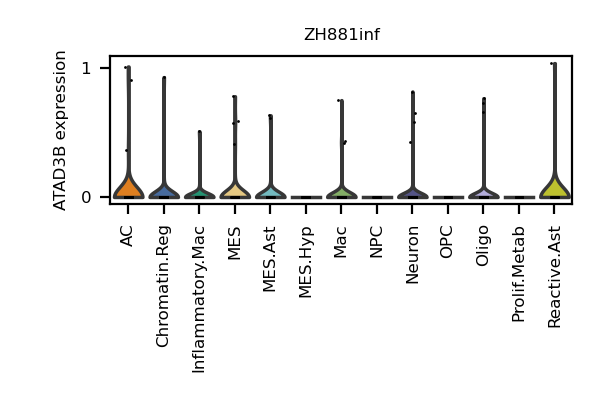 ZH881inf
ATAD3B expression
1
0
AC
Chromatin.Reg
Inflammatory.Mac
MES
MES.Ast
MES.Hyp
Mac
NPC
Neuron
OPC
Oligo
Prolif.Metab
Reactive.Ast